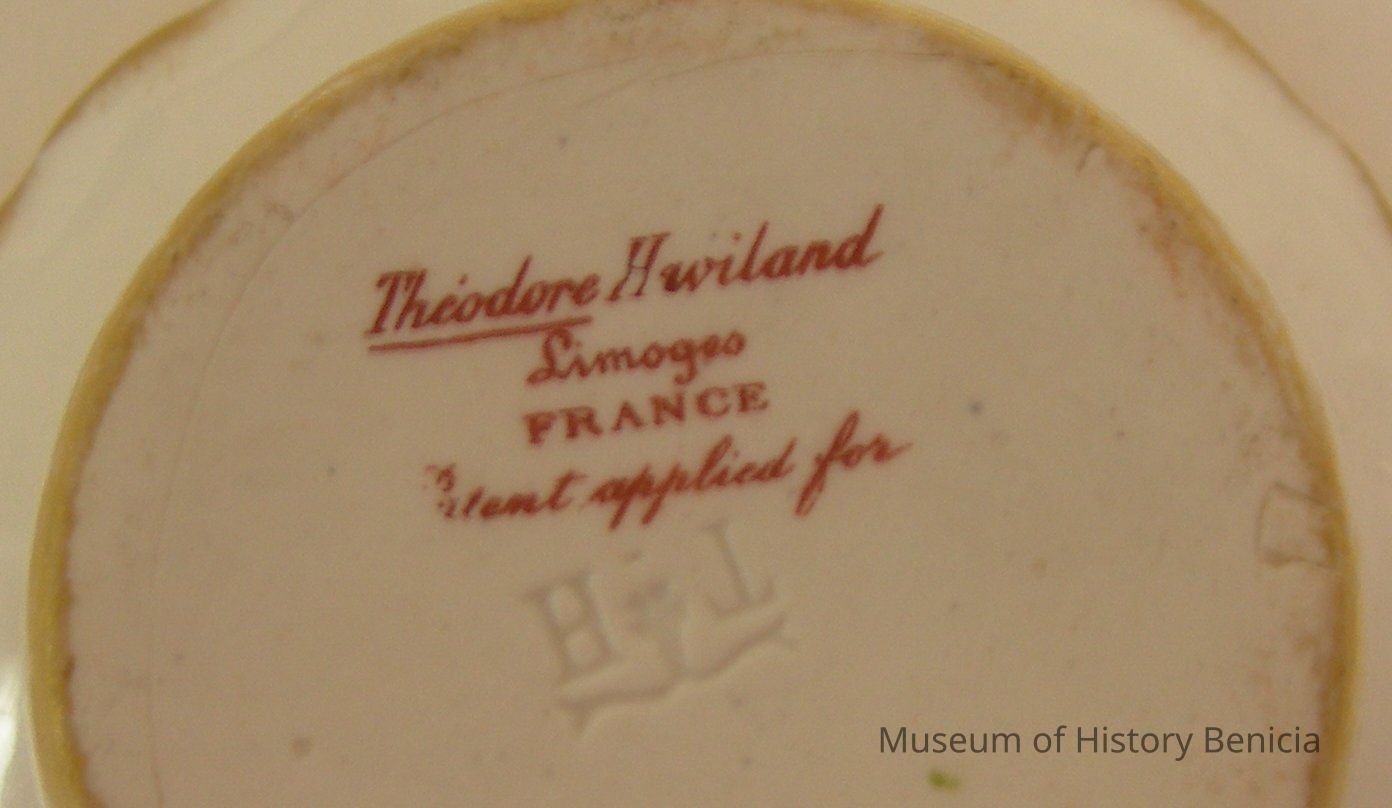 Théodore Haviland
Limoges
FRANCE
Patent applied for
H T
Museum of History Benicia